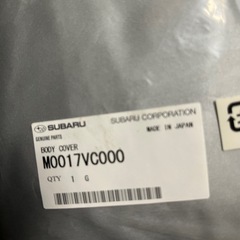 SUBARU
SUBARU CORPORATION
GENUINE PARTS
MADE IN JAPAN
BODY COVER
M0017VC000
QTY 1 G